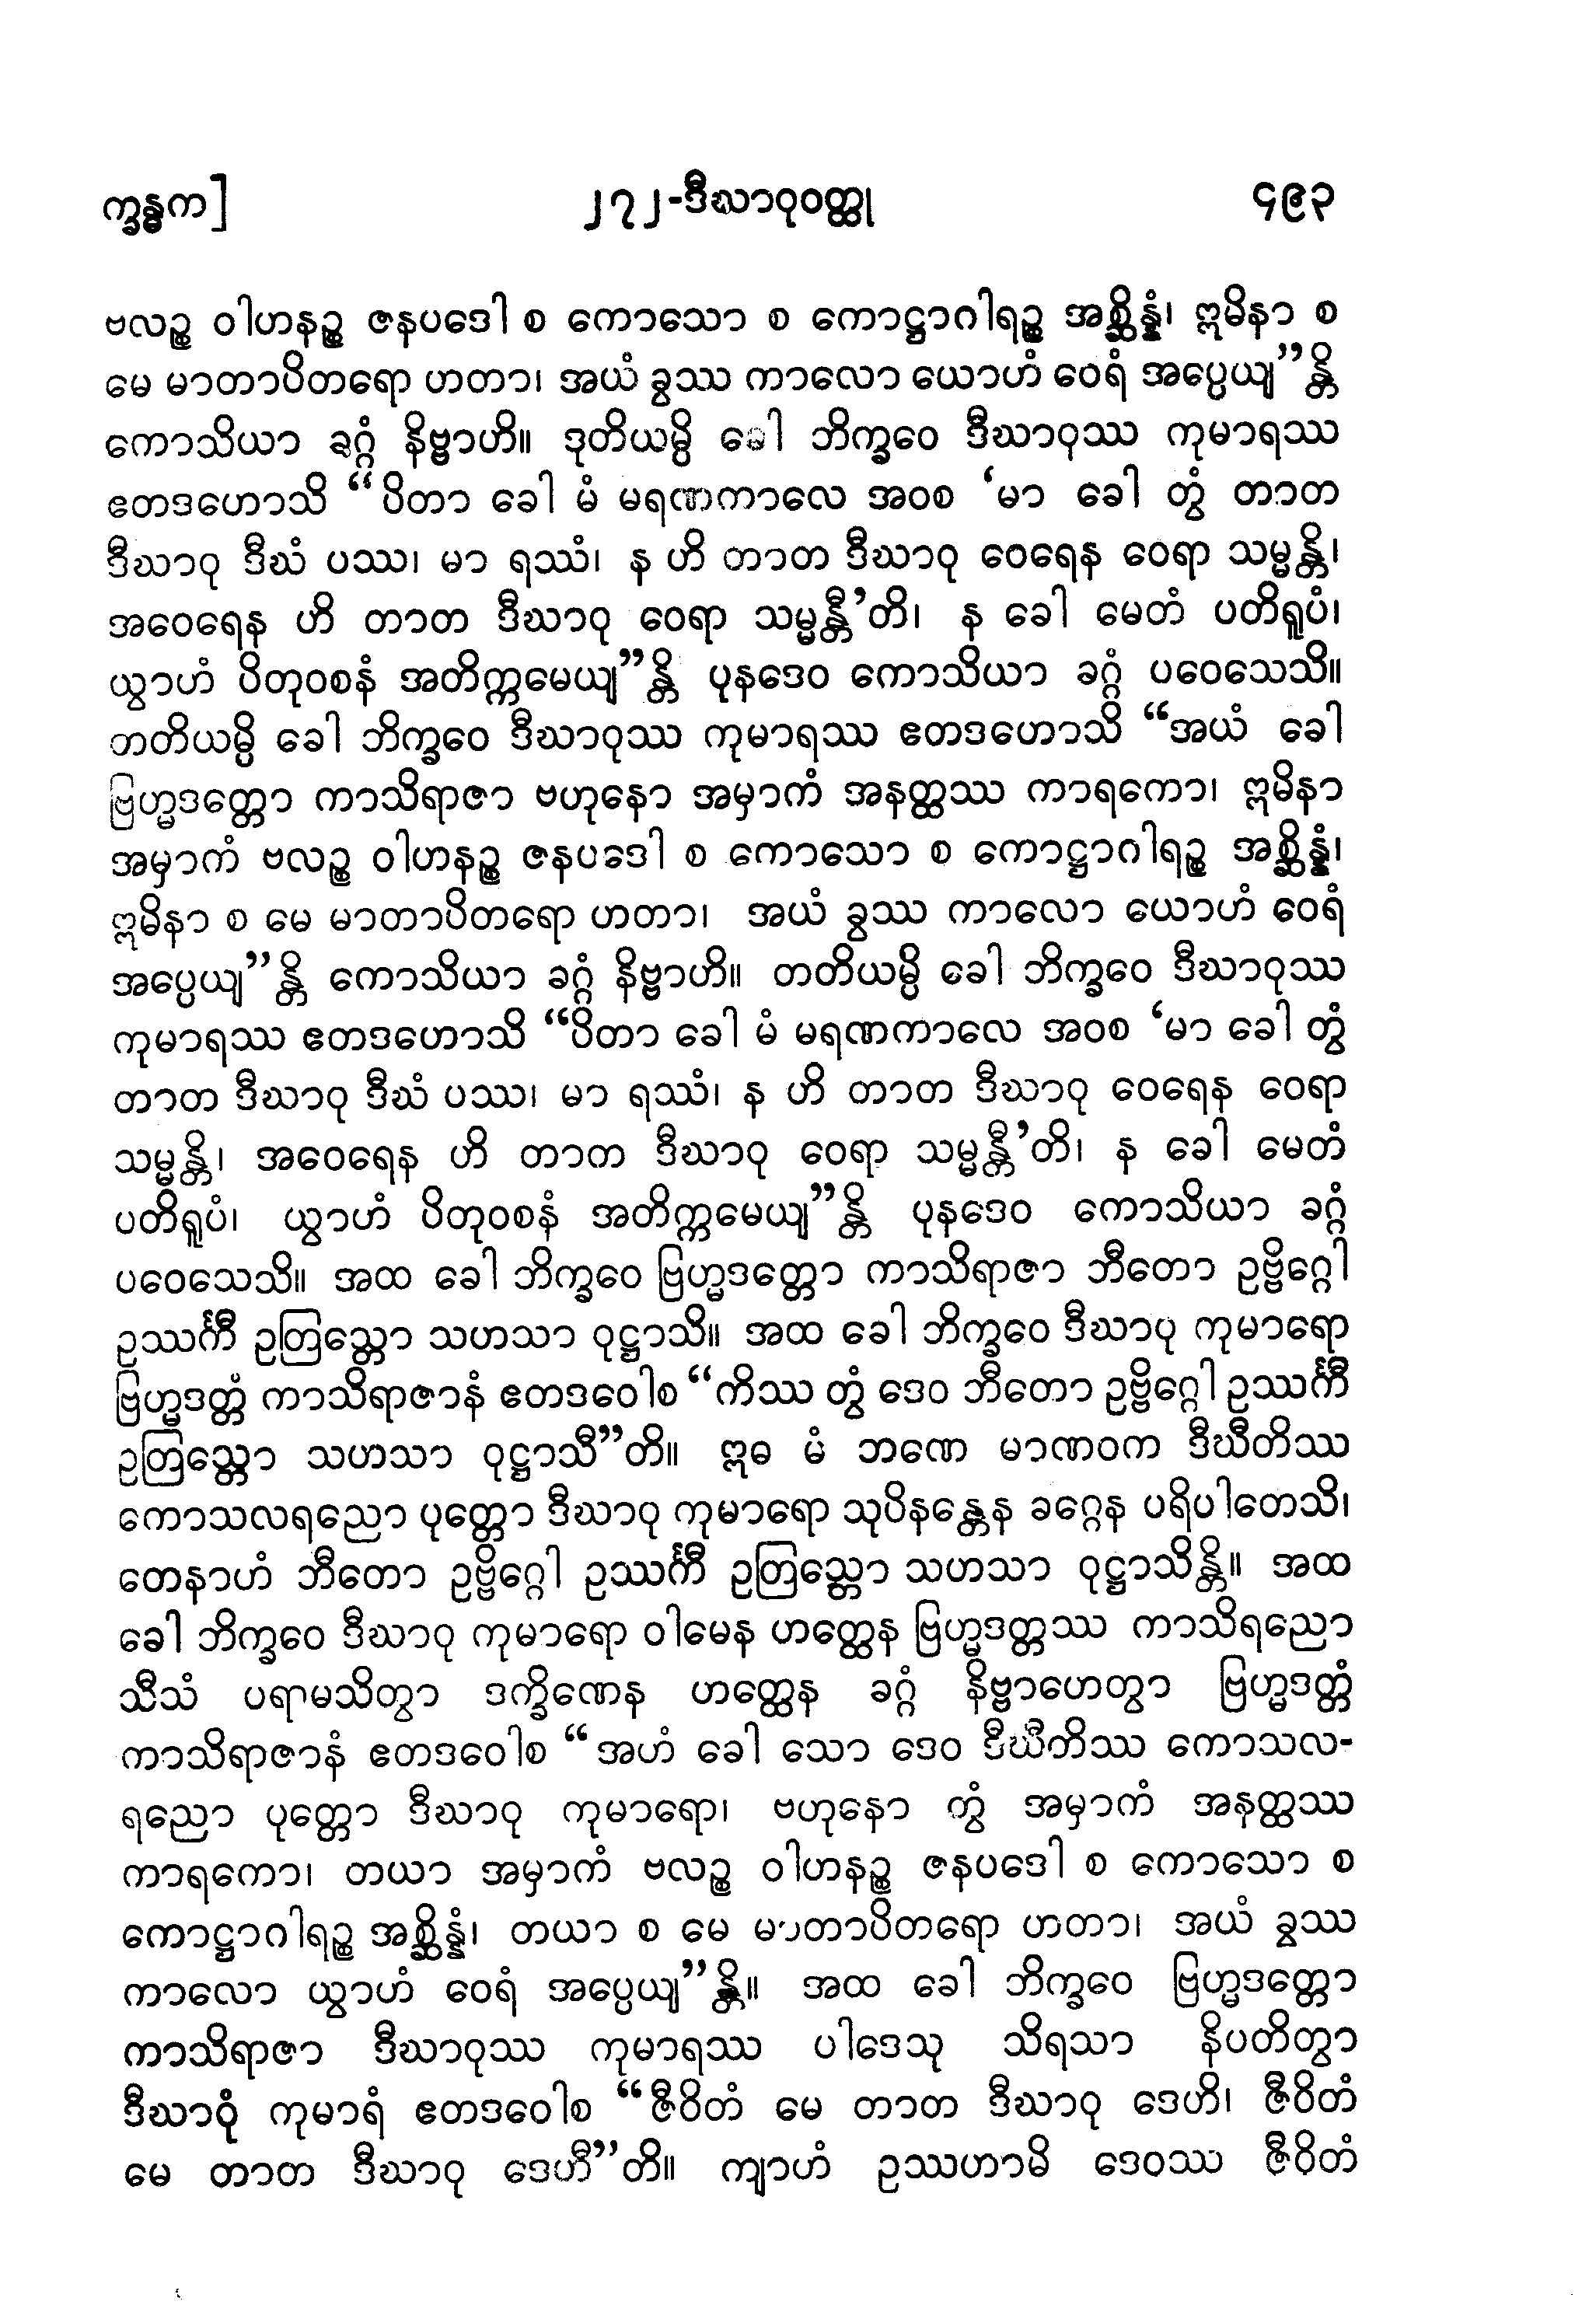 က္ခန္ဓက]
၂၇၂-ဒီဃာဝုဝတ္ထု
၄၉၃
ဗလဉ္စ ဝါဟနဉ္စ ဇနပဒေါ စ ကောသော စ ကောဋ္ဌာဂါရဉ္စ အစ္ဆိန္နံ၊ ဣမိနာ စ
မေ မာတာပိတရော ဟတာ၊ အယံ ခွဿ ကာလော ယောဟံ ဝေရံ အပ္ပေယျ”န္တိ
ကောသိယာ ခဂ္ဂံ နိဗ္ဗာဟိ။ ဒုတိယမ္ပိ ခေါ ဘိက္ခဝေ ဒီဃာဝုဿ ကုမာရဿ
ဧတဒဟောသိ “ပိတာ ခေါ မံ မရဏကာလေ အဝစ ‘မာ ခေါ တွံ တာတ
ဒီဃာဝု ဒီဃံ ပဿ၊ မာ ရဿံ၊ န ဟိ တာတ ဒီဃာဝု ဝေရေန ဝေရာ သမ္မန္တိ၊
အဝေရေန ဟိ တာတ ဒီဃာဝု ဝေရာ သမ္မန္တီ’တိ၊ န ခေါ မေတံ ပတိရူပံ၊
ယွာဟံ ပိတုဝစနံ အတိက္ကမေယျ”န္တိ ပုနဒေဝ ကောသိယာ ခဂ္ဂံ ပဝေသေသိ။
တတိယမ္ပိ ခေါ ဘိက္ခဝေ ဒီဃာဝုဿ ကုမာရဿ ဧတဒဟောသိ “အယံ ခေါ
ဗြဟ္မဒတ္တော ကာသိရာဇာ ဗဟုနော အမှာကံ အနတ္ထဿ ကာရကော၊ ဣမိနာ
အမှာကံ ဗလဉ္စ ဝါဟနဉ္စ ဇနပဒေါ စ ကောသော စ ကောဋ္ဌာဂါရဉ္စ အစ္ဆိန္နံ၊
ဣမိနာ စ မေ မာတာပိတရော ဟတာ၊ အယံ ခွဿ ကာလော ယောဟံ ဝေရံ
အပ္ပေယျ”န္တိ ကောသိယာ ခဂ္ဂံ နိဗ္ဗာဟိ။ တတိယမ္ပိ ခေါ ဘိက္ခဝေ ဒီဃာဝုဿ
ကုမာရဿ ဧတဒဟောသိ “ပိတာ ခေါ မံ မရဏကာလေ အဝစ ‘မာ ခေါ တွံ
တာတ ဒီဃာဝု ဒီဃံ ပဿ၊ မာ ရဿံ၊ န ဟိ တာတ ဒီဃာဝု ဝေရေန ဝေရာ
သမ္မန္တိ၊ အဝေရေန ဟိ တာတ ဒီဃာဝု ဝေရာ သမ္မန္တီ’တိ၊ န ခေါ မေတံ
ပတိရူပံ၊ ယွာဟံ ပိတုဝစနံ အတိက္ကမေယျ”န္တိ ပုနဒေဝ ကောသိယာ ခဂ္ဂံ
ပဝေသေသိ။ အထ ခေါ ဘိက္ခဝေ ဗြဟ္မဒတ္တော ကာသိရာဇာ ဘီတော ဥဗ္ဗိဂ္ဂေါ
ဥဿင်္ကီ ဥတြသ္တော သဟသာ ဝုဋ္ဌာသိ။ အထ ခေါ ဘိက္ခဝေ ဒီဃာဝု ကုမာရော
ဗြဟ္မဒတ္တံ ကာသိရာဇာနံ ဧတဒဝေါစ “ကိဿ တွံ ဒေဝ ဘီတော ဥဗ္ဗိဂ္ဂေါ ဥဿင်္ကီ
ဥတြသ္တော သဟသာ ဝုဋ္ဌာသီ”တိ။ ဣဓ မံ ဘဏေ မာဏဝက ဒီဃီတိဿ
ကောသလရညော ပုတ္တော ဒီဃာဝု ကုမာရော သုပိနန္တေန ခဂ္ဂေန ပရိပါတေသိ၊
တေနာဟံ ဘီတော ဥဗ္ဗိဂ္ဂေါ ဥဿင်္ကီ ဥတြသ္တော သဟသာ ဝုဋ္ဌာသိန္တိ။ အထ
ခေါ ဘိက္ခဝေ ဒီဃာဝု ကုမာရော ဝါမေန ဟတ္ထေန ဗြဟ္မဒတ္တဿ ကာသိရညော
သီသံ ပရာမသိတွာ ဒက္ခိဏေန ဟတ္ထေန ခဂ္ဂံ နိဗ္ဗာဟေတွာ ဗြဟ္မဒတ္တံ
ကာသိရာဇာနံ ဧတဒဝေါစ “အဟံ ခေါ သော ဒေဝ ဒီဃီတိဿ ကောသလ-
ရညော ပုတ္တော ဒီဃာဝု ကုမာရော၊ ဗဟုနော တွံ အမှာကံ အနတ္ထဿ
ကာရကော၊ တယာ အမှာကံ ဗလဉ္စ ဝါဟနဉ္စ ဇနပဒေါ စ ကောသော စ
ကောဋ္ဌာဂါရဉ္စ အစ္ဆိန္နံ၊ တယာ စ မေ မာတာပိတရော ဟတာ၊ အယံ ခွဿ
ကာလော ယွာဟံ ဝေရံ အပ္ပေယျ”န္တိ။ အထ ခေါ ဘိက္ခဝေ ဗြဟ္မဒတ္တော
ကာသိရာဇာ ဒီဃာဝုဿ ကုမာရဿ ပါဒေသု သိရသာ နိပတိတွာ
ဒီဃာဝုံ ကုမာရံ ဧတဒဝေါစ “ဇီဝိတံ မေ တာတ ဒီဃာဝု ဒေဟိ၊ ဇီဝိတံ
မေ တာတ ဒီဃာဝု ဒေဟီ”တိ။ ကျာဟံ ဥဿဟာမိ ဒေဝဿ ဇီဝိတံ